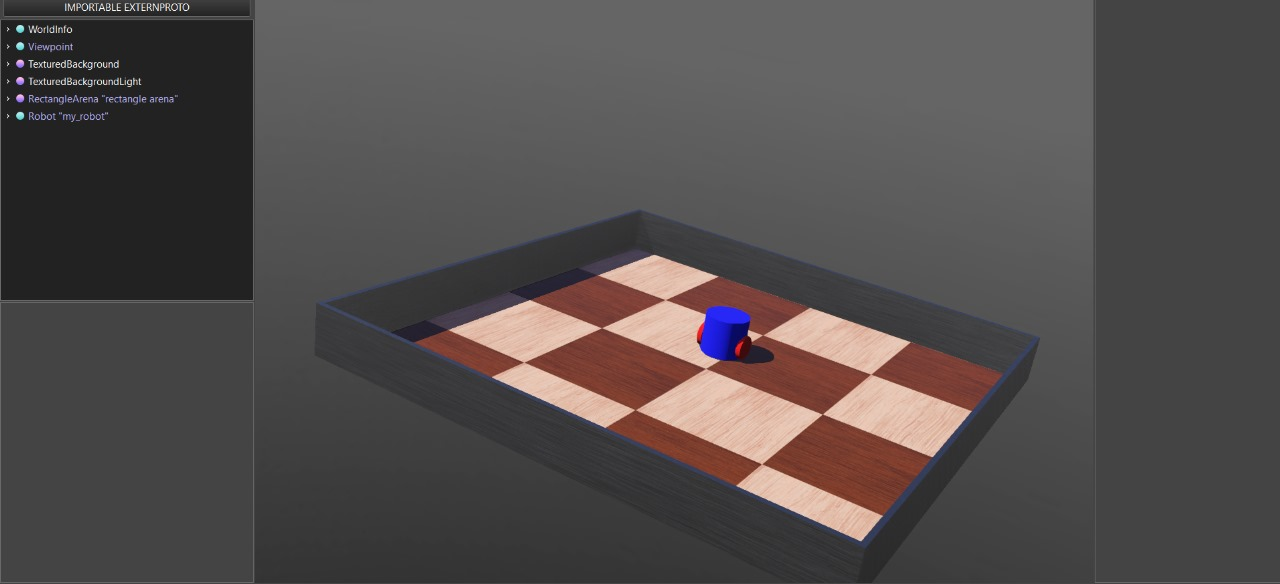 IMPORTABLE EXTERNPROTO
WorldInfo
Viewpoint
TexturedBackground
TexturedBackgroundLight
RectangleArena "rectangle arena"
Robot "my_robot"